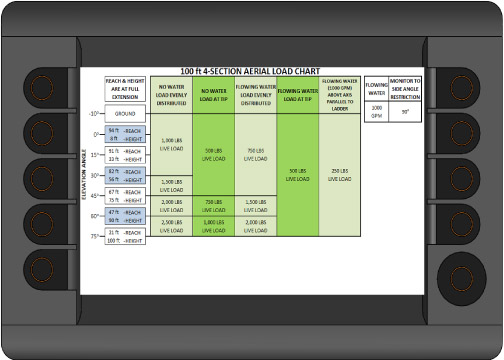 100 ft 4-SECTION AERIAL LOAD CHART
REACH & HEIGHT
ARE AT FULL
EXTENSION
NO WATER
LOAD EVENLY
DISTRIBUTED
NO WATER
LOAD AT TIP
FLOWING WATER
LOAD EVENLY
DISTRIBUTED
FLOWING WATER
LOAD AT TIP
FLOWING WATER
(1000 GPM)
ABOVE AXIS
PARALLEL TO
LADDER
FLOWING
WATER
MONITOR TO
SIDE ANGLE
RESTRICTION
1000
GPM
90°
ELEVATION ANGLE
-10°
GROUND
0°
94 ft -REACH
8 ft -HEIGHT
15°
91 ft -REACH
33 ft -HEIGHT
30°
82 ft -REACH
56 ft -HEIGHT
45°
67 ft -REACH
75 ft -HEIGHT
60°
47 ft -REACH
90 ft -HEIGHT
75°
21 ft -REACH
100 ft -HEIGHT
1,000 LBS
LIVE LOAD
1,500 LBS
LIVE LOAD
2,000 LBS
LIVE LOAD
2,500 LBS
LIVE LOAD
500 LBS
LIVE LOAD
750 LBS
LIVE LOAD
1,000 LBS
LIVE LOAD
750 LBS
LIVE LOAD
1,500 LBS
LIVE LOAD
2,000 LBS
LIVE LOAD
500 LBS
LIVE LOAD
250 LBS
LIVE LOAD